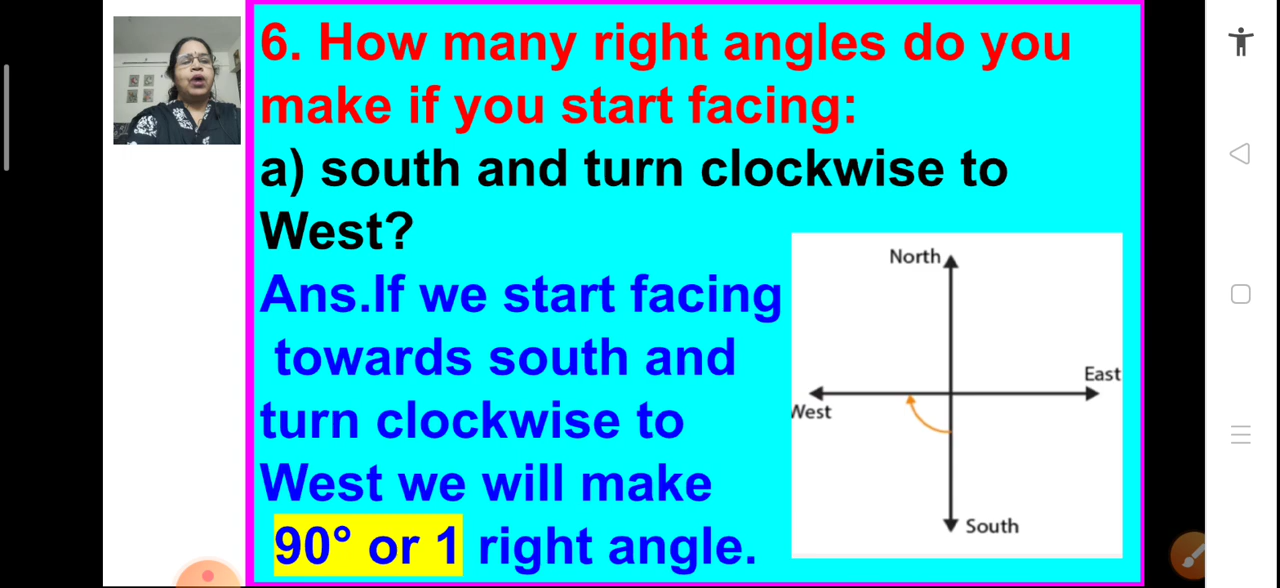 6. How many right angles do you
make if you start facing:
a) south and turn clockwise to
West?
Ans.If we start facing
towards south and
turn clockwise to
West we will make
90° or 1 right angle.
North
East
West
South